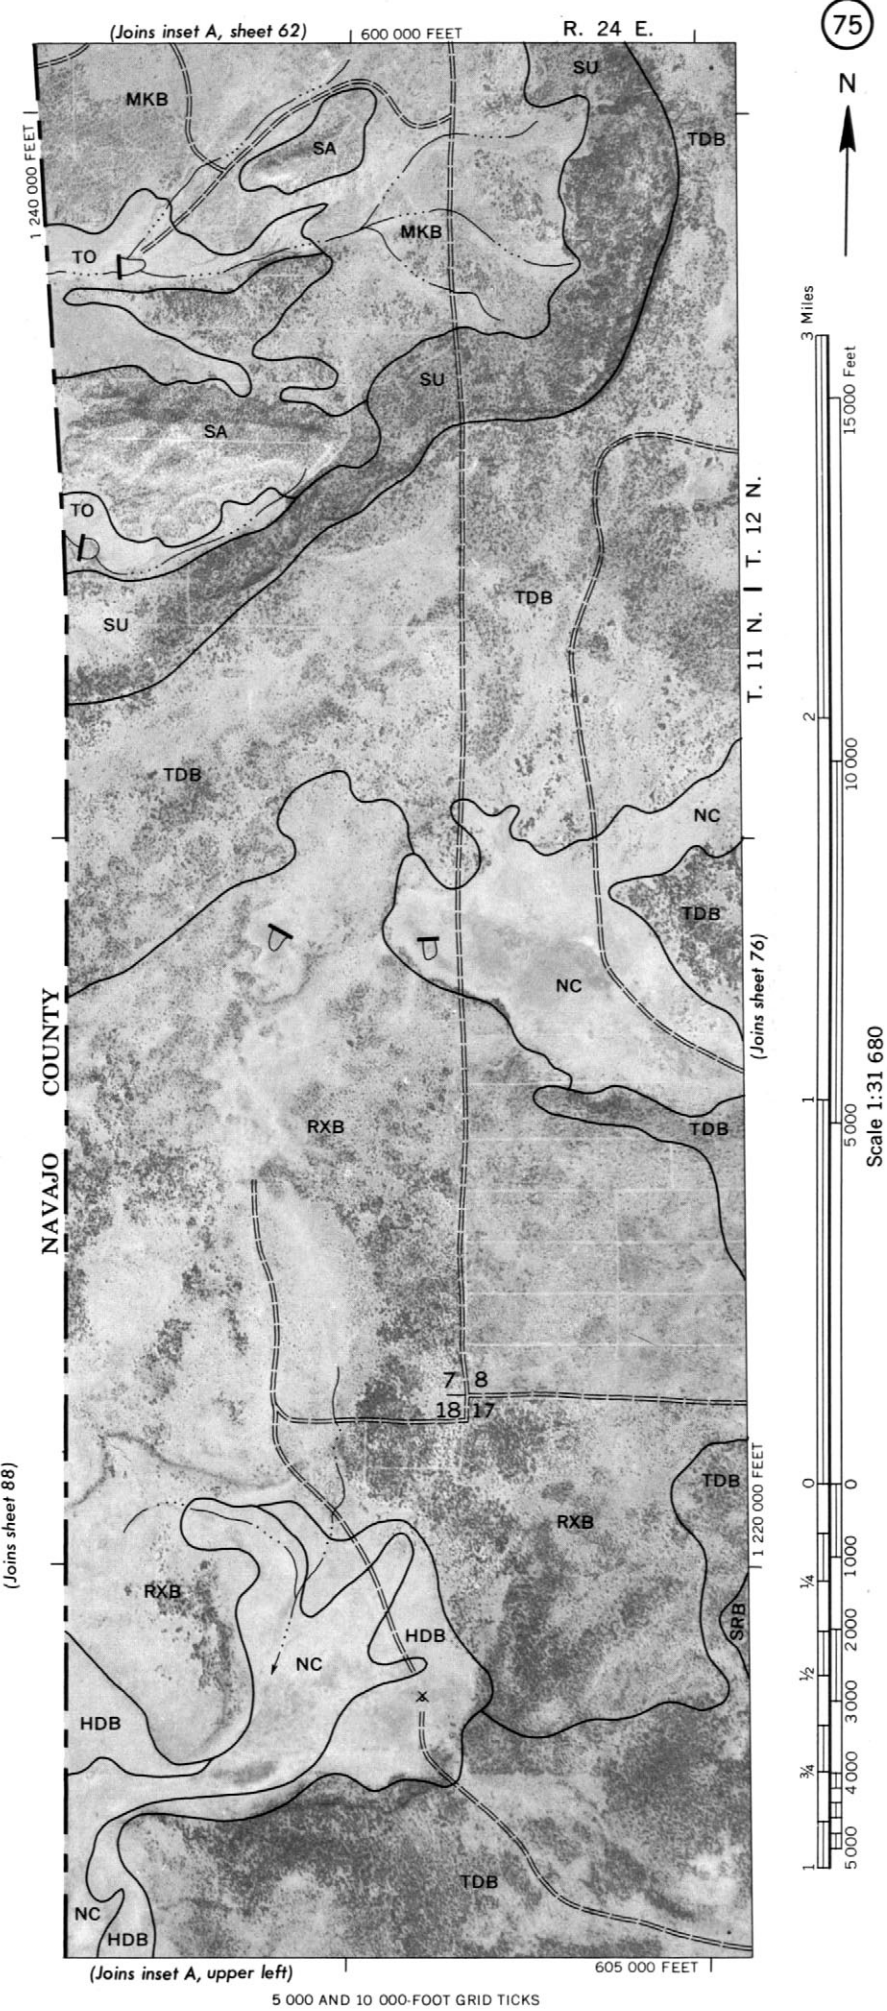 (Joins inset A, sheet 62)
600 000 FEET
R. 24 E.
75
N
1 240 000 FEET
MKB
SU
TDB
SA
MKB
TO
3 Miles
15 000 Feet
SU
SA
TO
T. 11 N. | T. 12 N.
TDB
SU
2
10 000
TDB
NC
TDB
NC
(Joins sheet 76)
NAVAJO COUNTY
1
5 000
Scale 1:31 680
RXB
TDB
7 8
18 17
(Joins sheet 88)
1 220 000 FEET
TDB
0
0
RXB
1000
¼
RXB
SRB
2000
HDB
NC
½
3000
HDB
¾
4000
5000
1
TDB
NC
HDB
(Joins inset A, upper left)
605 000 FEET
5 000 AND 10 000-FOOT GRID TICKS